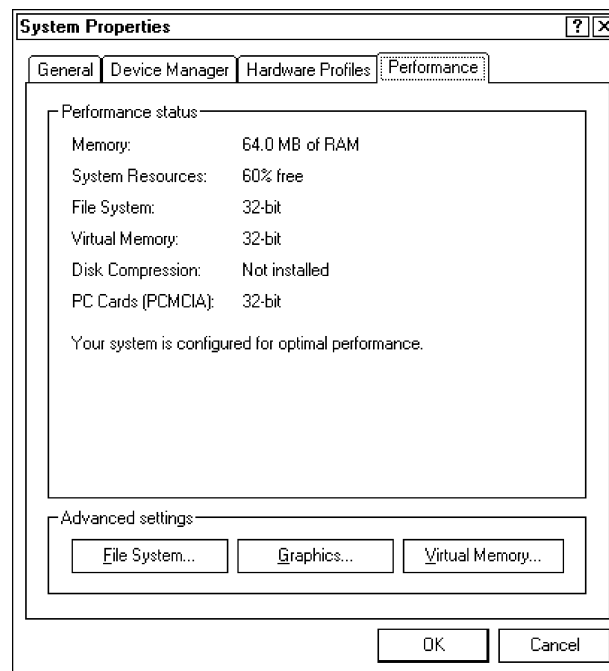 System Properties
General Device Manager Hardware Profiles Performance
Performance status
Memory: 64.0 MB of RAM
System Resources: 60% free
File System: 32-bit
Virtual Memory: 32-bit
Disk Compression: Not installed
PC Cards (PCMCIA): 32-bit
Your system is configured for optimal performance.
Advanced settings
File System... Graphics... Virtual Memory...
OK Cancel